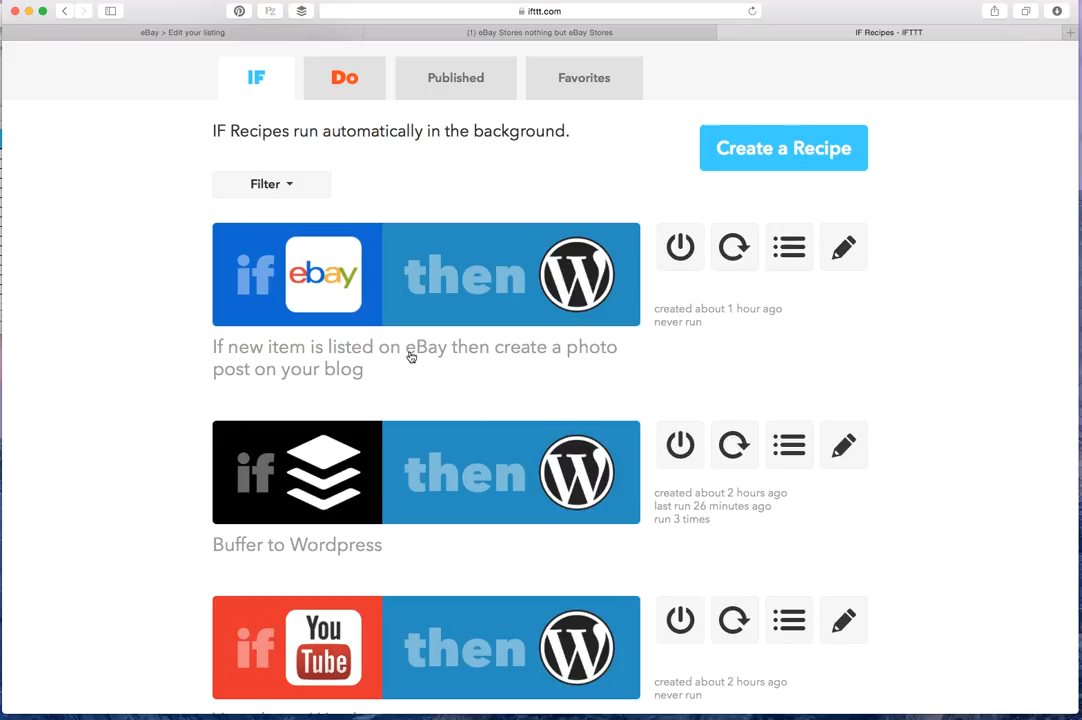 ifttt.com
eBay > Edit your listing
(1) eBay Stores nothing but eBay Stores
IF Recipes - IFTTT
IF
Do
Published
Favorites
IF Recipes run automatically in the background.
Create a Recipe
Filter
if ebay then W
created about 1 hour ago
never run
If new item is listed on eBay then create a photo
post on your blog
if then W
created about 2 hours ago
last run 26 minutes ago
run 3 times
Buffer to Wordpress
if You Tube then W
created about 2 hours ago
never run